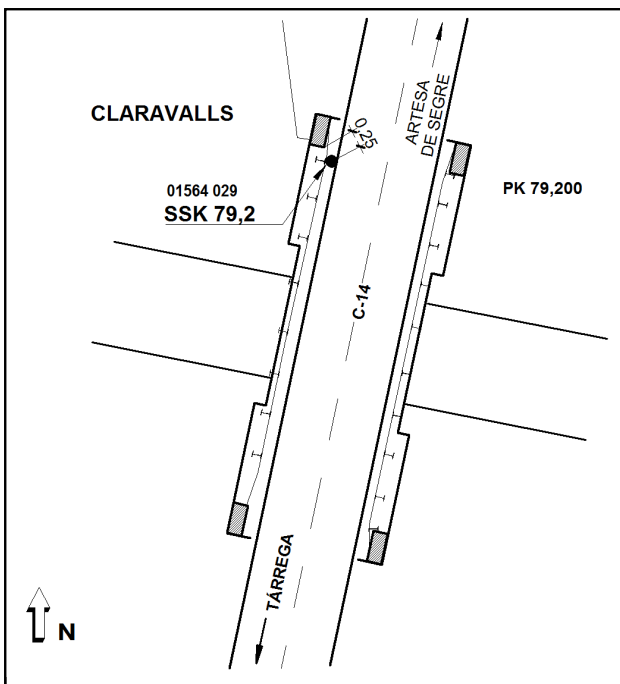 CLARAVALLS
ARTESA
DE SEGRE
0,25
01564 029
SSK 79,2
PK 79,200
C-14
TÁRREGA
N